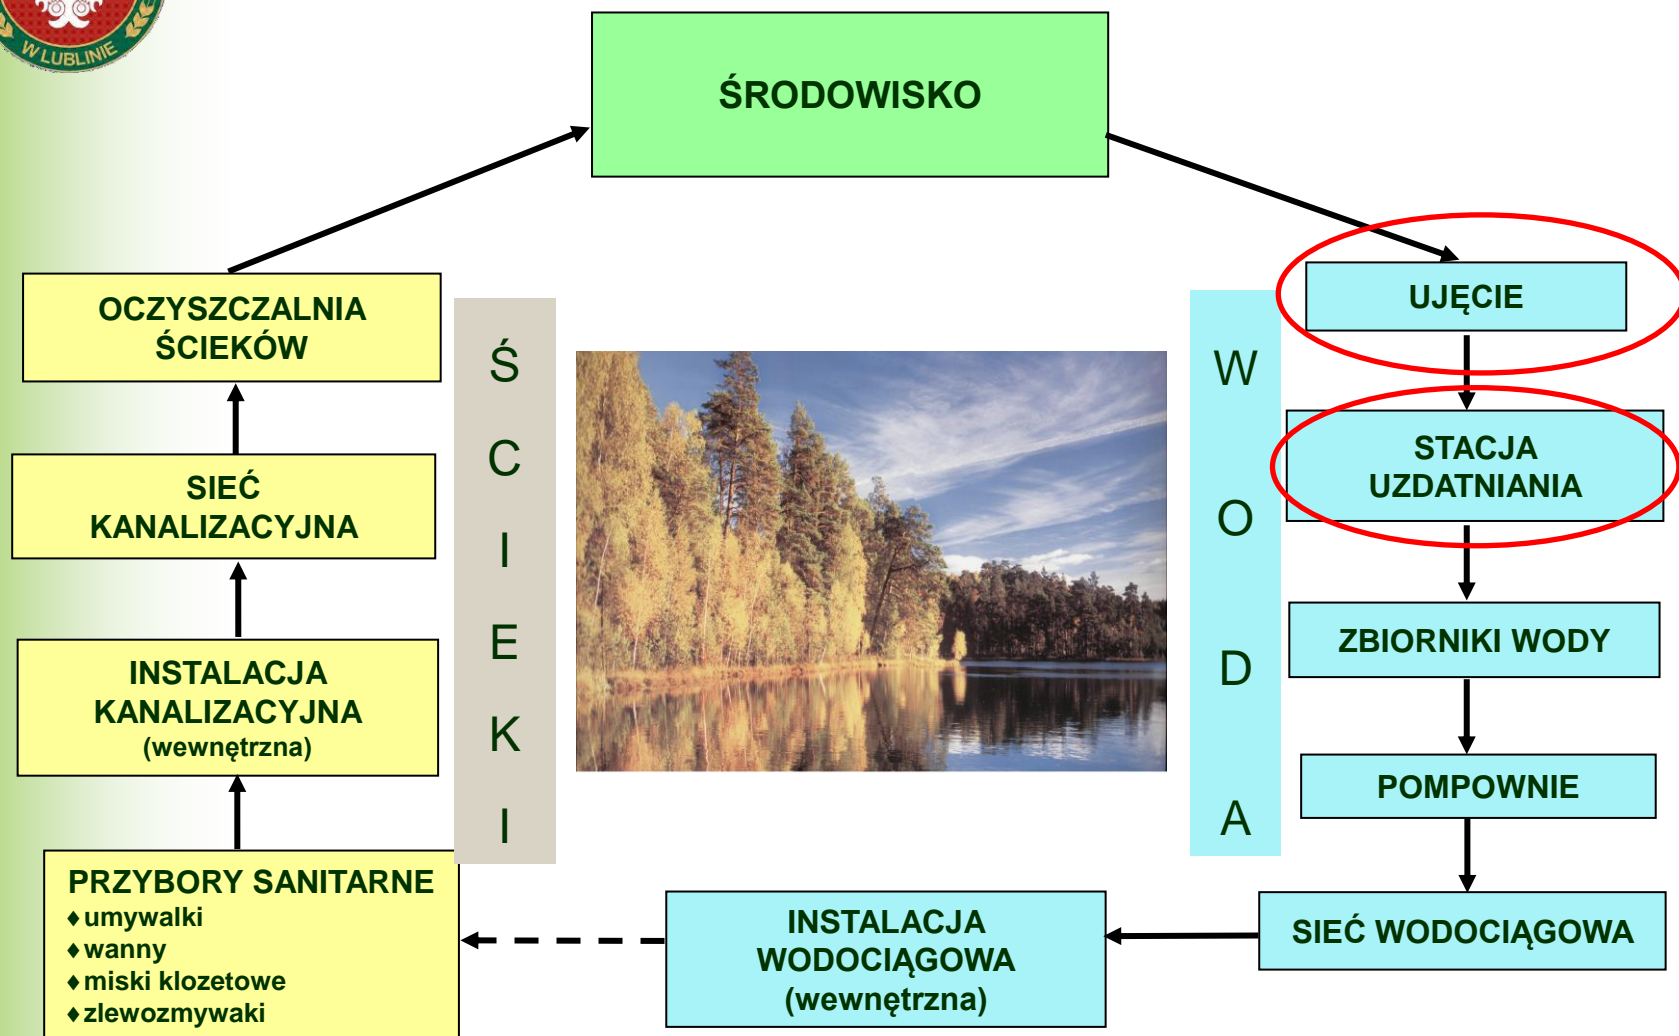 W LUBLINIE
ŚRODOWISKO
OCZYSZCZALNIA
ŚCIEKÓW
SIEĆ
KANALIZACYJNA
INSTALACJA
KANALIZACYJNA
(wewnętrzna)
PRZYBORY SANITARNE
♦umywalki
♦wanny
♦miski klozetowe
♦zlewozmywaki
Ś
C
I
E
K
I
W
O
D
A
UJĘCIE
STACJA
UZDATNIANIA
ZBIORNIKI WODY
POMPOWNIE
SIEĆ WODOCIĄGOWA
INSTALACJA
WODOCIĄGOWA
(wewnętrzna)